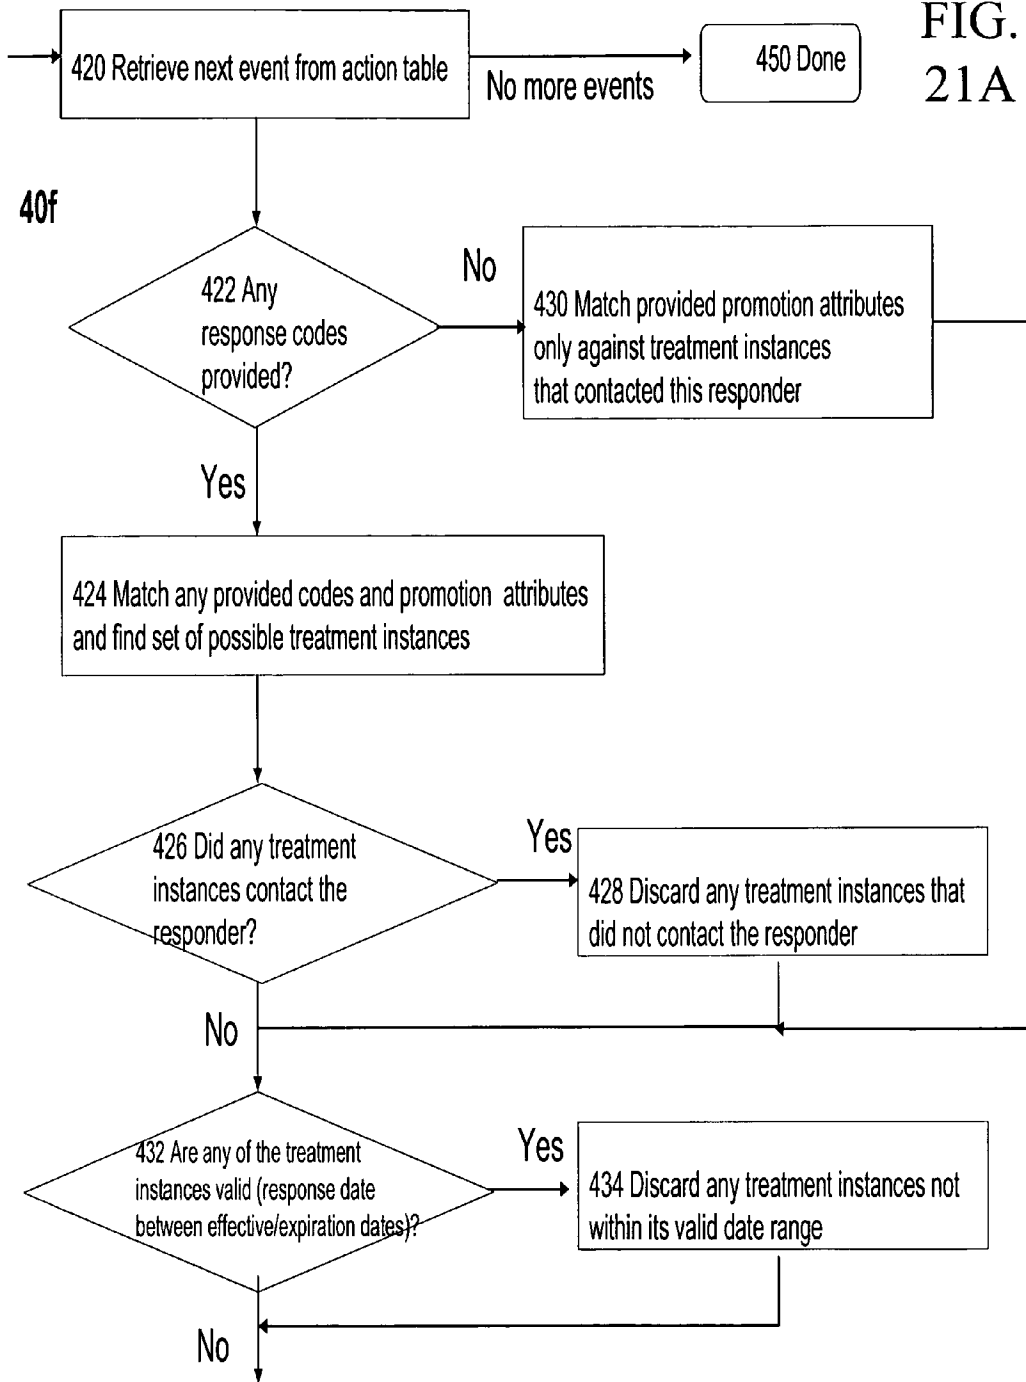 FIG.
21A
420 Retrieve next event from action table
No more events
450 Done
40f
422 Any
response codes
provided?
No
430 Match provided promotion attributes
only against treatment instances
that contacted this responder
Yes
424 Match any provided codes and promotion attributes
and find set of possible treatment instances
426 Did any treatment
instances contact the
responder?
Yes
428 Discard any treatment instances that
did not contact the responder
No
432 Are any of the treatment
instances valid (response date
between effective/expiration dates)?
Yes
434 Discard any treatment instances not
within its valid date range
No